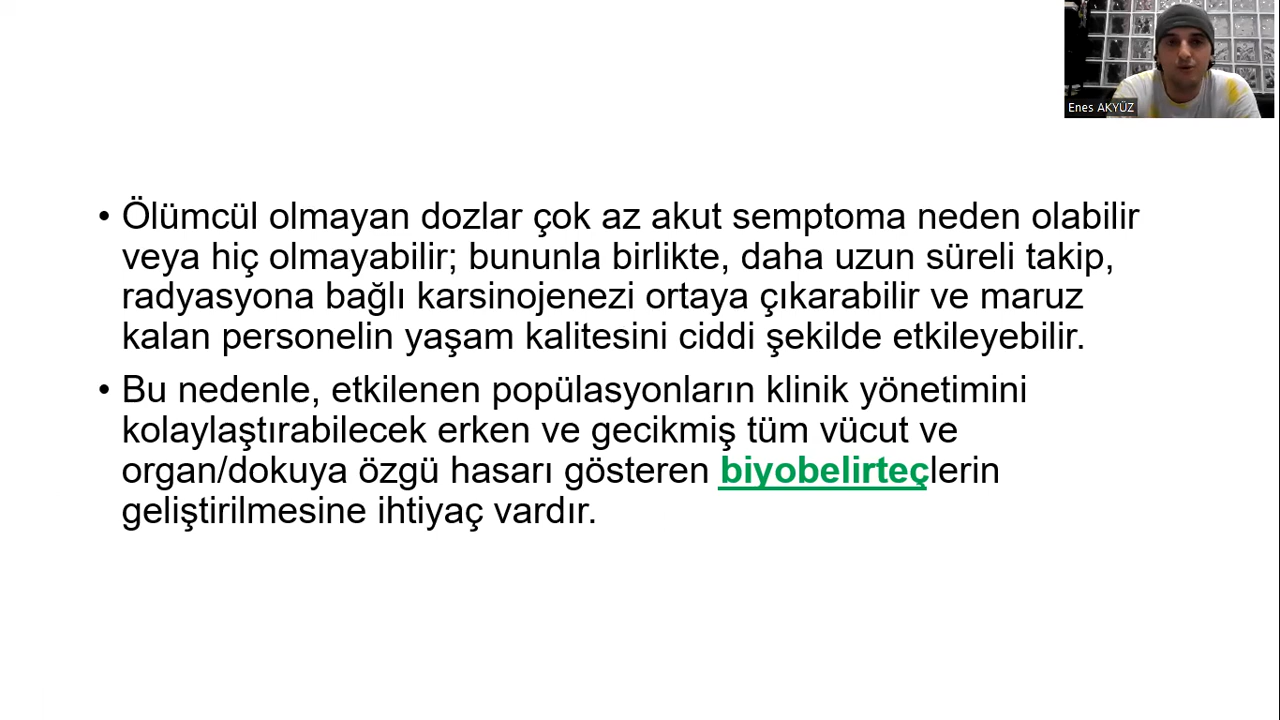 Enes AKYÜZ
• Ölümcül olmayan dozlar çok az akut semptoma neden olabilir
veya hiç olmayabilir; bununla birlikte, daha uzun süreli takip,
radyasyona bağlı karsinojenezi ortaya çıkarabilir ve maruz
kalan personelin yaşam kalitesini ciddi şekilde etkileyebilir.
• Bu nedenle, etkilenen popülasyonların klinik yönetimini
kolaylaştırabilecek erken ve gecikmiş tüm vücut ve
organ/dokuya özgü hasarı gösteren biyobelirteçlerin
geliştirilmesine ihtiyaç vardır.